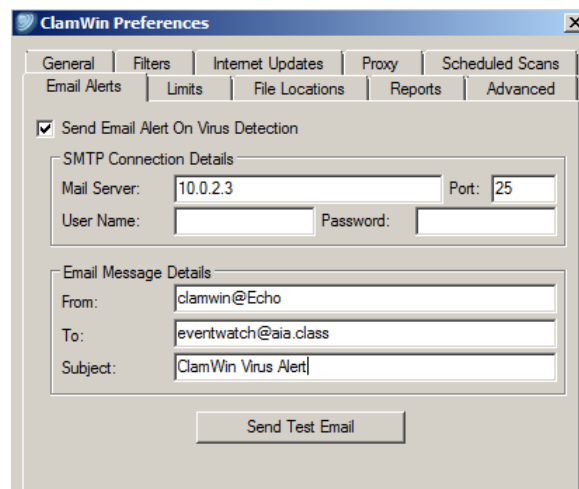 ClamWin Preferences
General Filters Internet Updates Proxy Scheduled Scans
Email Alerts Limits File Locations Reports Advanced
Send Email Alert On Virus Detection
SMTP Connection Details
Mail Server: 10.0.2.3 Port: 25
User Name: Password:
Email Message Details
From: clamwin@Echo
To: eventwatch@aia.class
Subject: ClamWin Virus Alert
Send Test Email